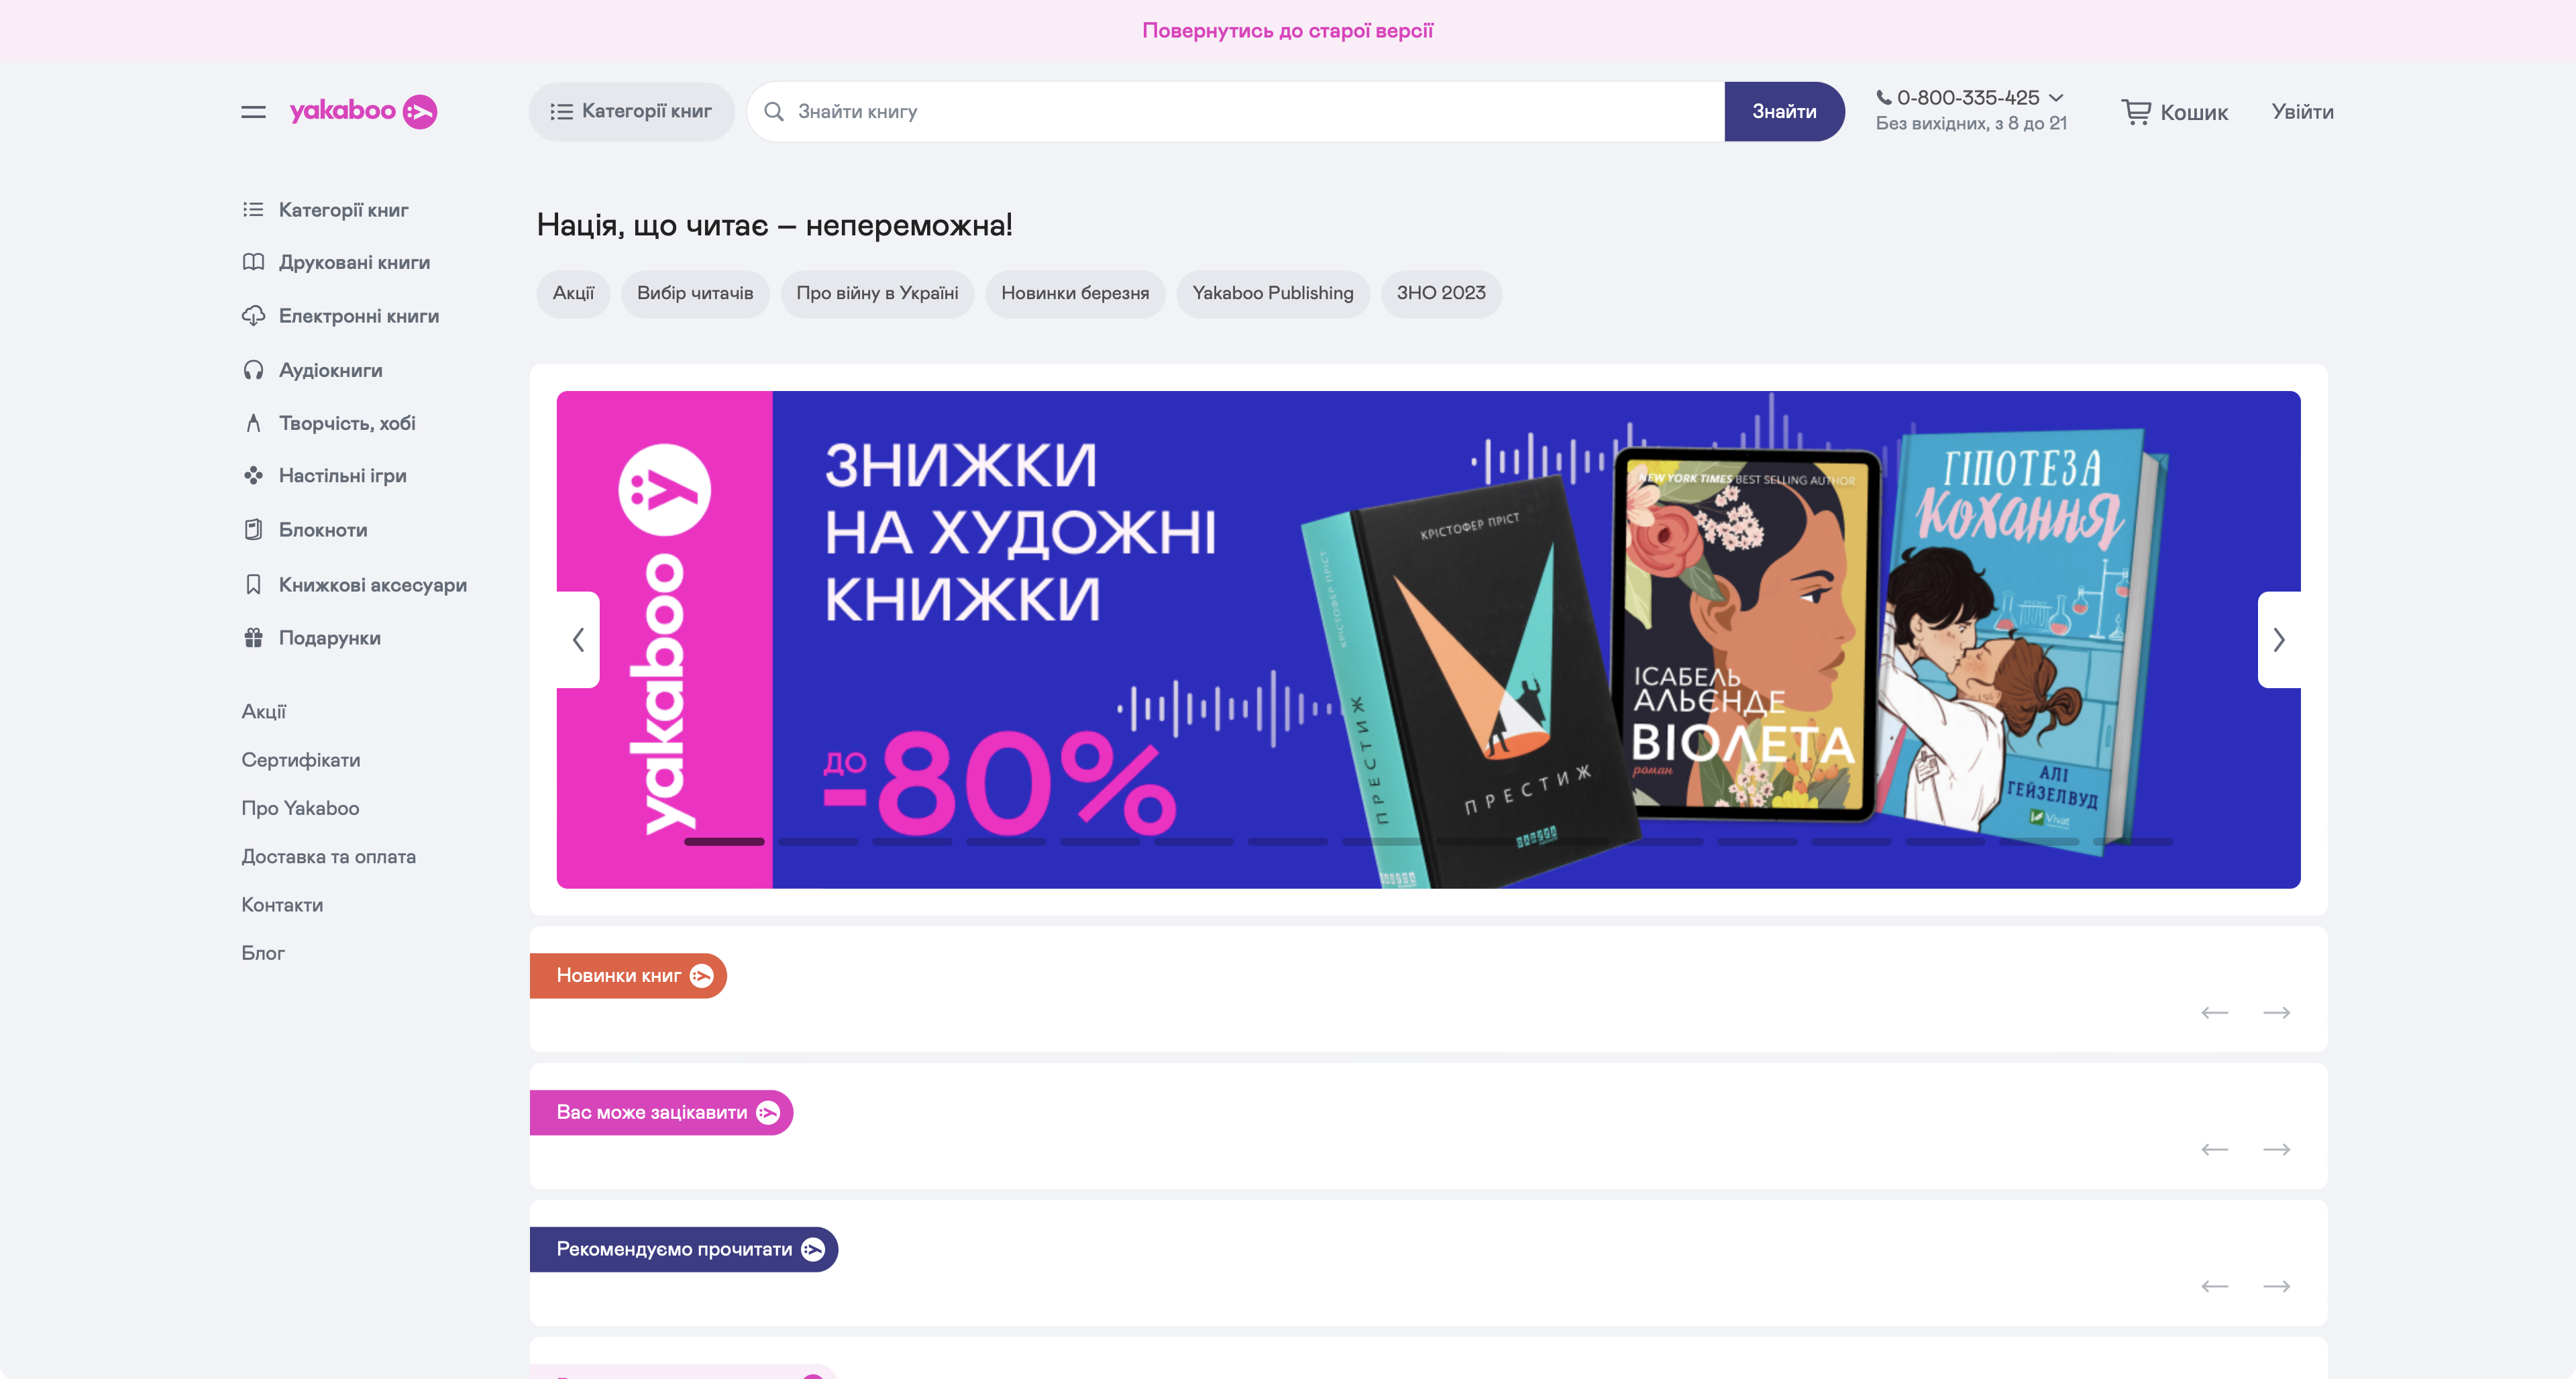 Повернутись до старої версії
yakaboo
Категорії книг
Знайти книгу
Знайти
0-800-335-425
Без вихідних, з 8 до 21
Кошик
Увійти
Категорії книг
Друковані книги
Електронні книги
Аудіокниги
Творчість, хобі
Настільні ігри
Блокноти
Книжкові аксесуари
Подарунки
Акції
Сертифікати
Про Yakaboo
Доставка та оплата
Контакти
Блог
Нація, що читає – непереможна!
Акції
Вибір читачів
Про війну в Україні
Новинки березня
Yakaboo Publishing
ЗНО 2023
yakaboo
ЗНИЖКИ
НА ХУДОЖНІ
КНИЖКИ
ДО
-80%
КРІСТОФЕР ПРІСТ
ПРЕСТИЖ
КРІСТОФЕР ПРІСТ
ПРЕСТИЖ
NEW YORK TIMES BEST SELLING AUTHOR
ІСАБЕЛЬ
АЛЬЄНДЕ
ВІОЛЕТА
роман
ГІПОТЕЗА
КОХАННЯ
АЛІ
ГЕЙЗЕЛВУД
Vivat
Новинки книг
Вас може зацікавити
Рекомендуємо прочитати